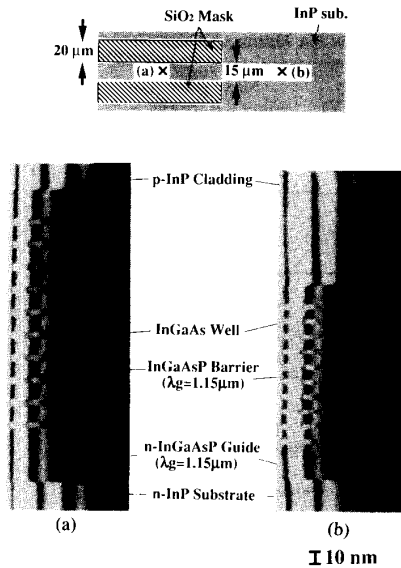 SiO₂ Mask
InP sub.
20 μm
(a) ×
15 μm
× (b)
p-InP Cladding
InGaAs Well
InGaAsP Barrier
(λg=1.15μm)
n-InGaAsP Guide
(λg=1.15μm)
n-InP Substrate
(a)
(b)
10 nm